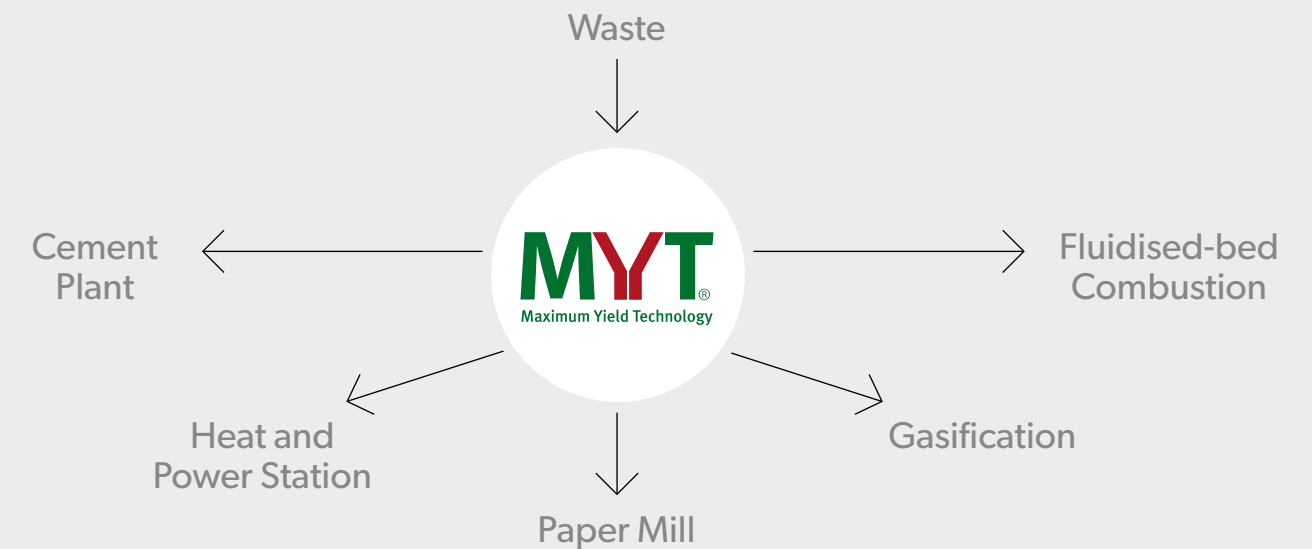 Waste
Cement
Plant
MYT®
Maximum Yield Technology
Fluidised-bed
Combustion
Heat and
Power Station
Gasification
Paper Mill